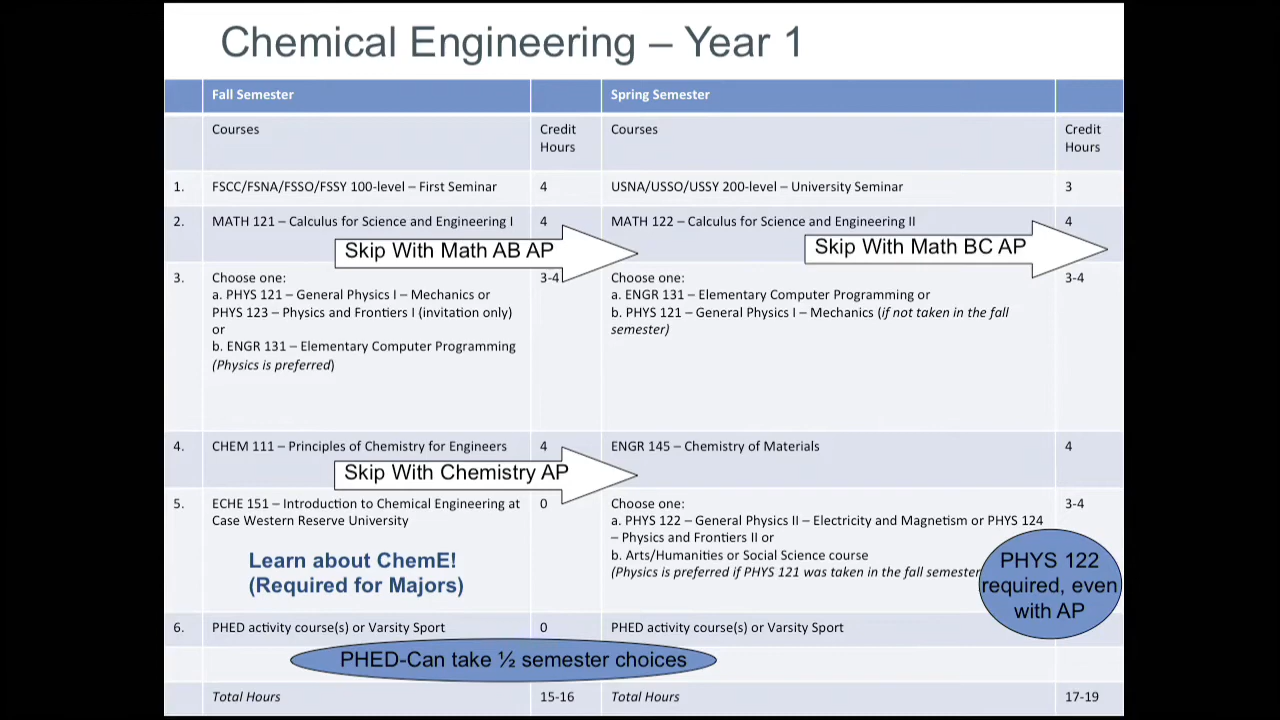 Chemical Engineering – Year 1
Fall Semester
Spring Semester
Courses
Credit
Hours
Courses
Credit
Hours
1.
FSCC/FSNA/FSSO/FSSY 100-level – First Seminar
4
USNA/USSO/USSY 200-level – University Seminar
3
2.
MATH 121 – Calculus for Science and Engineering I
4
MATH 122 – Calculus for Science and Engineering II
4
Skip With Math AB AP
Skip With Math BC AP
3.
Choose one:
a. PHYS 121 – General Physics I – Mechanics or
PHYS 123 – Physics and Frontiers I (invitation only)
or
b. ENGR 131 – Elementary Computer Programming
(Physics is preferred)
3-4
Choose one:
a. ENGR 131 – Elementary Computer Programming or
b. PHYS 121 – General Physics I – Mechanics (if not taken in the fall
semester)
3-4
4.
CHEM 111 – Principles of Chemistry for Engineers
4
ENGR 145 – Chemistry of Materials
4
Skip With Chemistry AP
5.
ECHE 151 – Introduction to Chemical Engineering at
Case Western Reserve University
0
Learn about ChemE!
(Required for Majors)
Choose one:
a. PHYS 122 – General Physics II – Electricity and Magnetism or PHYS 124
– Physics and Frontiers II or
b. Arts/Humanities or Social Science course
(Physics is preferred if PHYS 121 was taken in the fall semester
3-4
PHYS 122
required, even
with AP
6.
PHED activity course(s) or Varsity Sport
0
PHED activity course(s) or Varsity Sport
PHED-Can take ½ semester choices
Total Hours
15-16
Total Hours
17-19